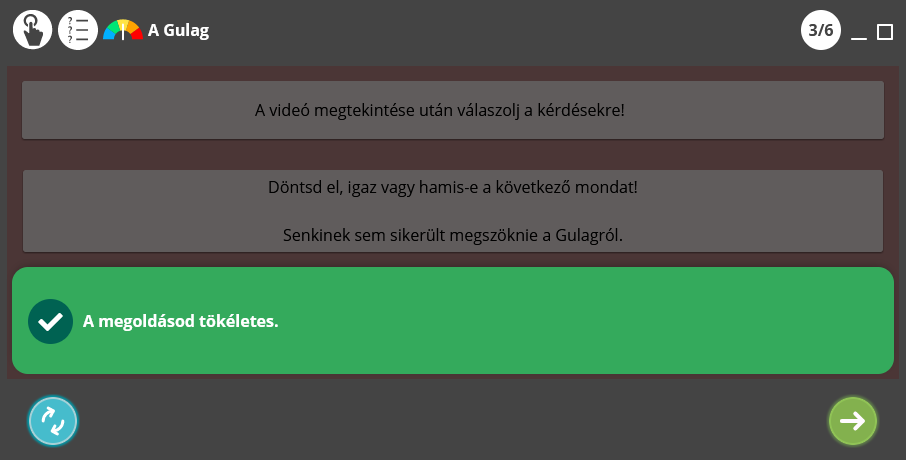 A Gulag
3/6
A videó megtekintése után válaszolj a kérdésekre!
Döntsd el, igaz vagy hamis-e a következő mondat!
Senkinek sem sikerült megszöknie a Gulagról.
A megoldásod tökéletes.